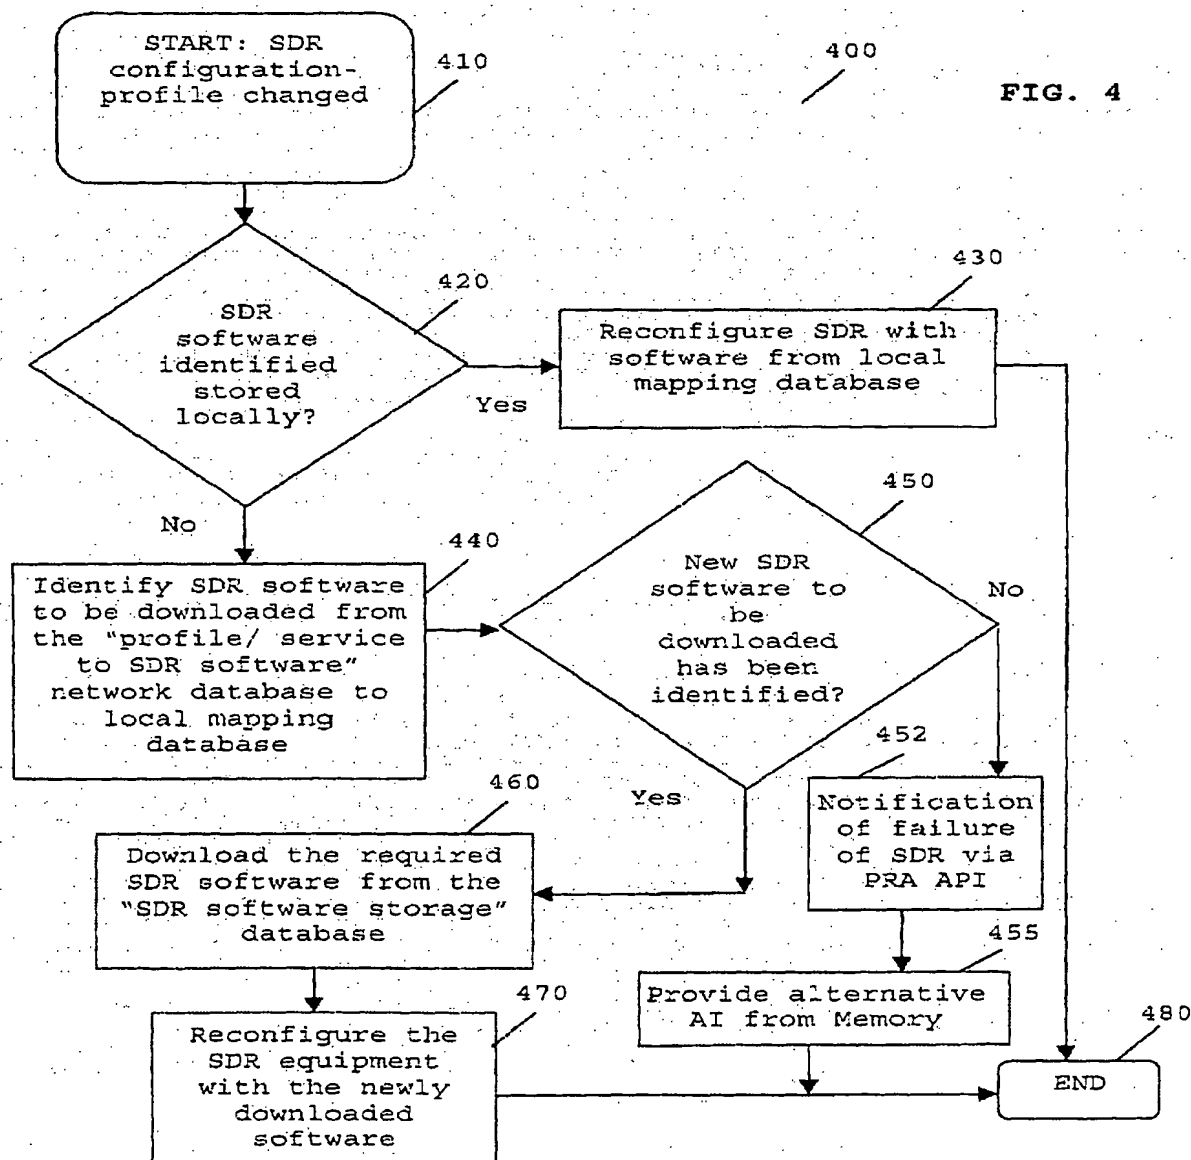 START: SDR
configuration-
profile changed
410
400
FIG. 4
420
SDR
software
identified
stored
locally?
Yes
No
430
Reconfigure SDR with
software from local
mapping database
440
Identify SDR software
to be downloaded from
the "profile/ service
to SDR software"
network database to
local mapping
database
450
New SDR
software to
be
downloaded
has been
identified?
No
Yes
452
Notification
of failure
of SDR via
PRA API
455
Provide alternative
AI from Memory
460
Download the required
SDR software from the
"SDR software storage"
database
470
Reconfigure the
SDR equipment
with the newly
downloaded
software
480
END